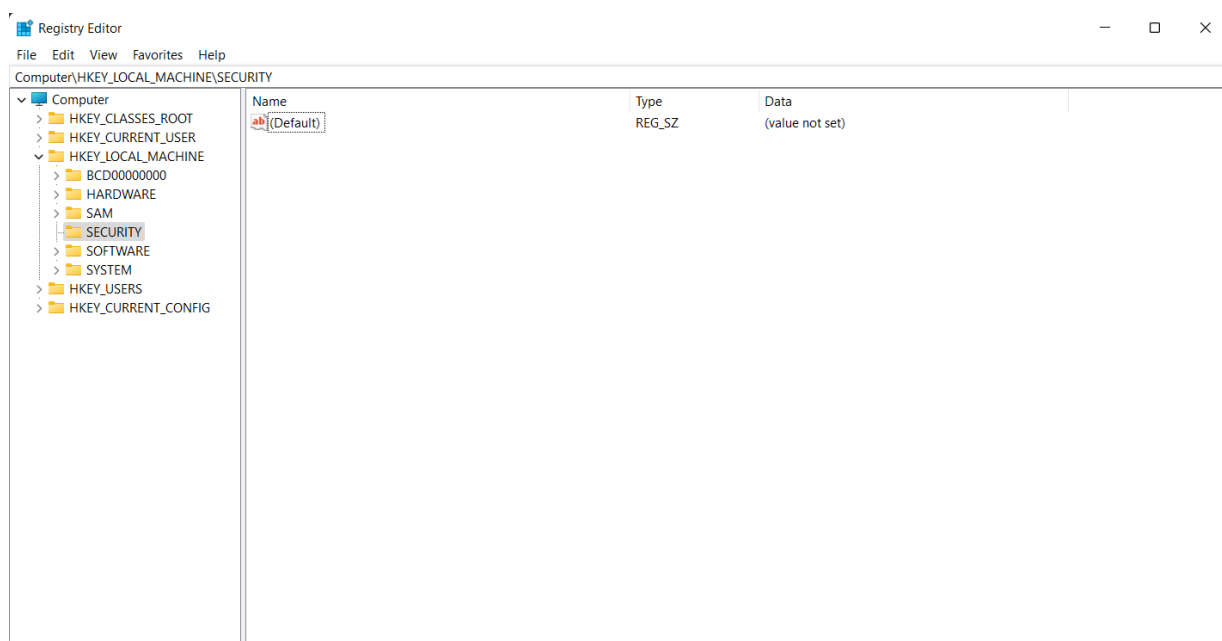 Registry Editor
File Edit View Favorites Help
Computer\HKEY_LOCAL_MACHINE\SECURITY
Computer
HKEY_CLASSES_ROOT
HKEY_CURRENT_USER
HKEY_LOCAL_MACHINE
BCD00000000
HARDWARE
SAM
SECURITY
SOFTWARE
SYSTEM
HKEY_USERS
HKEY_CURRENT_CONFIG
Name Type Data
ab (Default) REG_SZ (value not set)